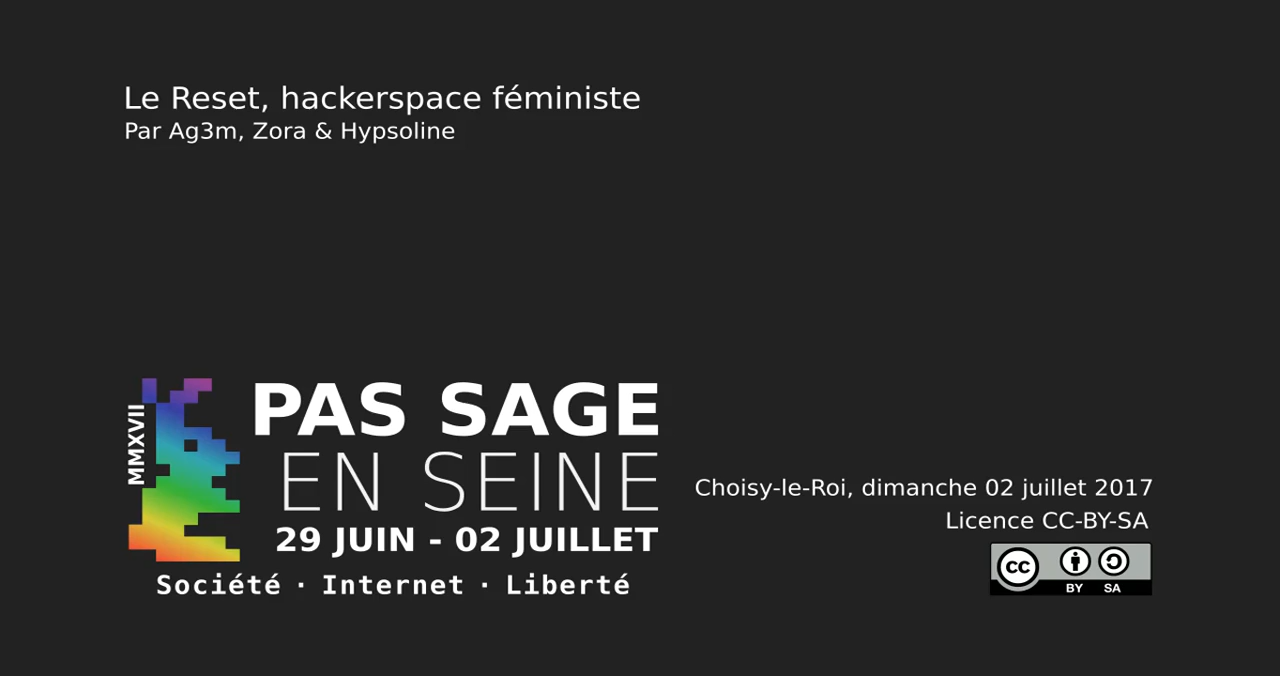 Le Reset, hackerspace féministe
Par Ag3m, Zora & Hypsoline
MMXVII
PAS SAGE
EN SEINE
29 JUIN - 02 JUILLET
Société · Internet · Liberté
Choisy-le-Roi, dimanche 02 juillet 2017
Licence CC-BY-SA
cc
BY SA